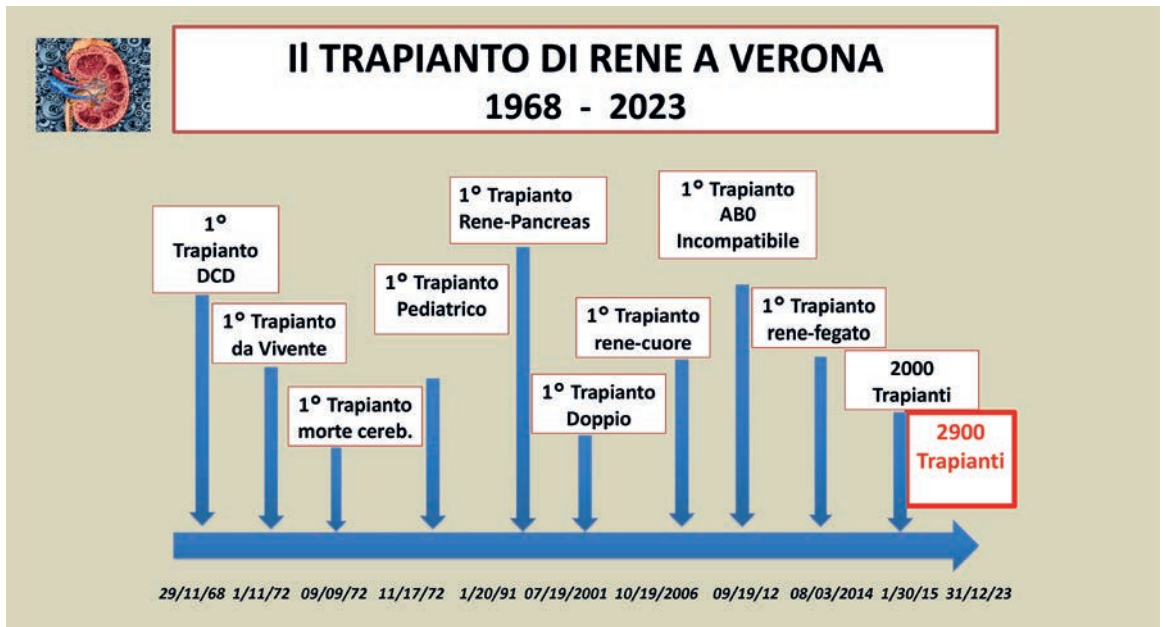 Il TRAPIANTO DI RENE A VERONA
1968 - 2023
1° 
Trapianto
DCD
1° Trapianto
da Vivente
1° Trapianto
morte cereb.
1° Trapianto
Pediatrico
1° Trapianto
Rene-Pancreas
1° Trapianto
Doppio
1° Trapianto
rene-cuore
1° Trapianto
AB0
Incompatibile
1° Trapianto
rene-fegato
2000
Trapianti
2900
Trapianti
29/11/68 1/11/72 09/09/72 11/17/72 1/20/91 07/19/2001 10/19/2006 09/19/12 08/03/2014 1/30/15 31/12/23